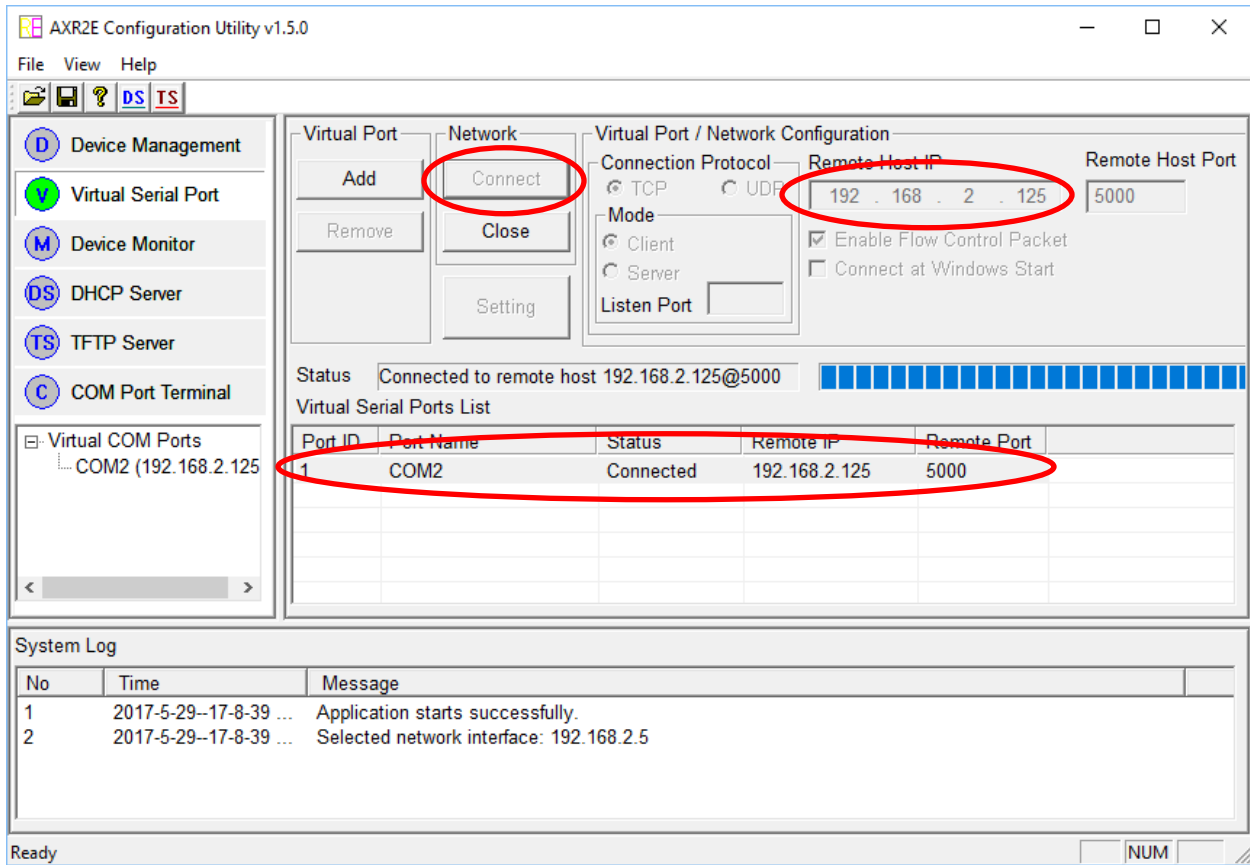 AXR2E Configuration Utility v1.5.0
File View Help
DS TS
D Device Management
V Virtual Serial Port
M Device Monitor
DS DHCP Server
TS TFTP Server
C COM Port Terminal
Virtual COM Ports
COM2 (192.168.2.125
Virtual Port
Add
Remove
Network
Connect
Close
Setting
Virtual Port / Network Configuration
Connection Protocol
TCP UDP
Mode
Client
Server
Listen Port
Remote Host IP
192 . 168 . 2 . 125
Enable Flow Control Packet
Connect at Windows Start
Remote Host Port
5000
Status Connected to remote host 192.168.2.125@5000
Virtual Serial Ports List
Port ID Port Name Status Remote IP Remote Port
1 COM2 Connected 192.168.2.125 5000
System Log
No Time Message
1 2017-5-29--17-8-39 ... Application starts successfully.
2 2017-5-29--17-8-39 ... Selected network interface: 192.168.2.5
Ready NUM